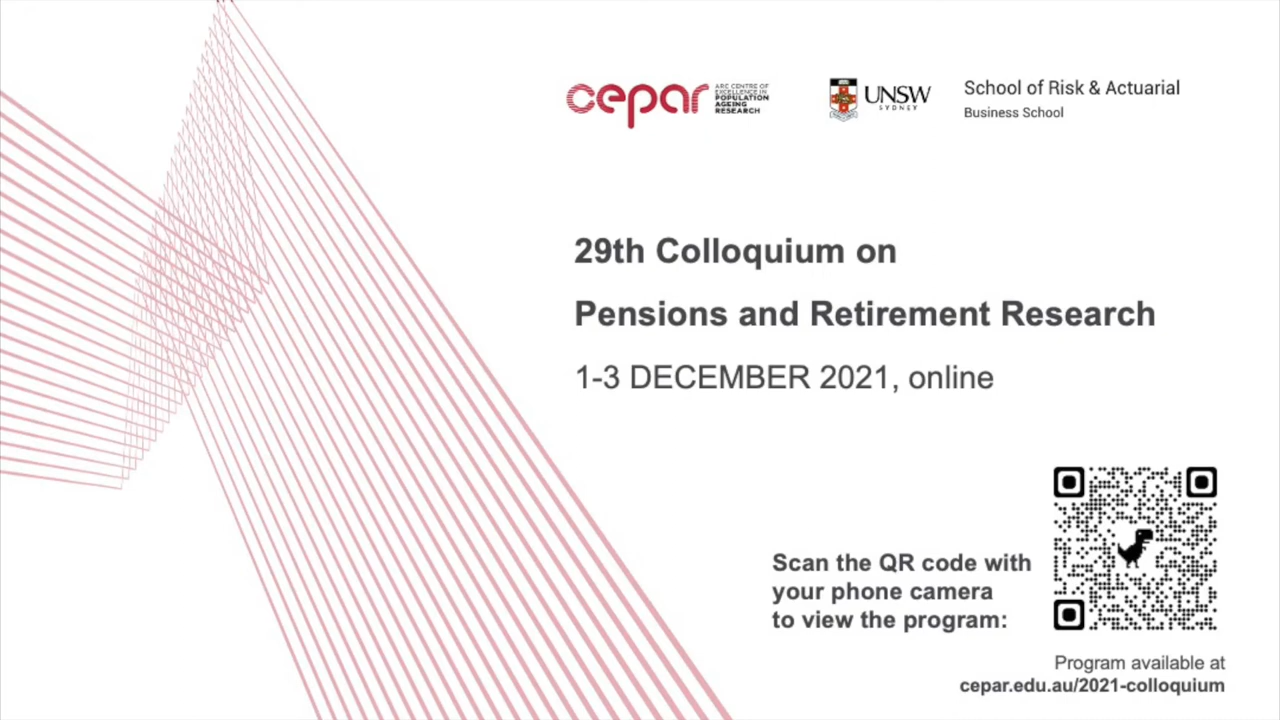 cepar
ARC CENTRE OF
EXCELLENCE IN
POPULATION
AGEING
RESEARCH
UNSW
SYDNEY
School of Risk & Actuarial
Business School
29th Colloquium on
Pensions and Retirement Research
1-3 DECEMBER 2021, online
Scan the QR code with
your phone camera
to view the program:
Program available at
cepar.edu.au/2021-colloquium